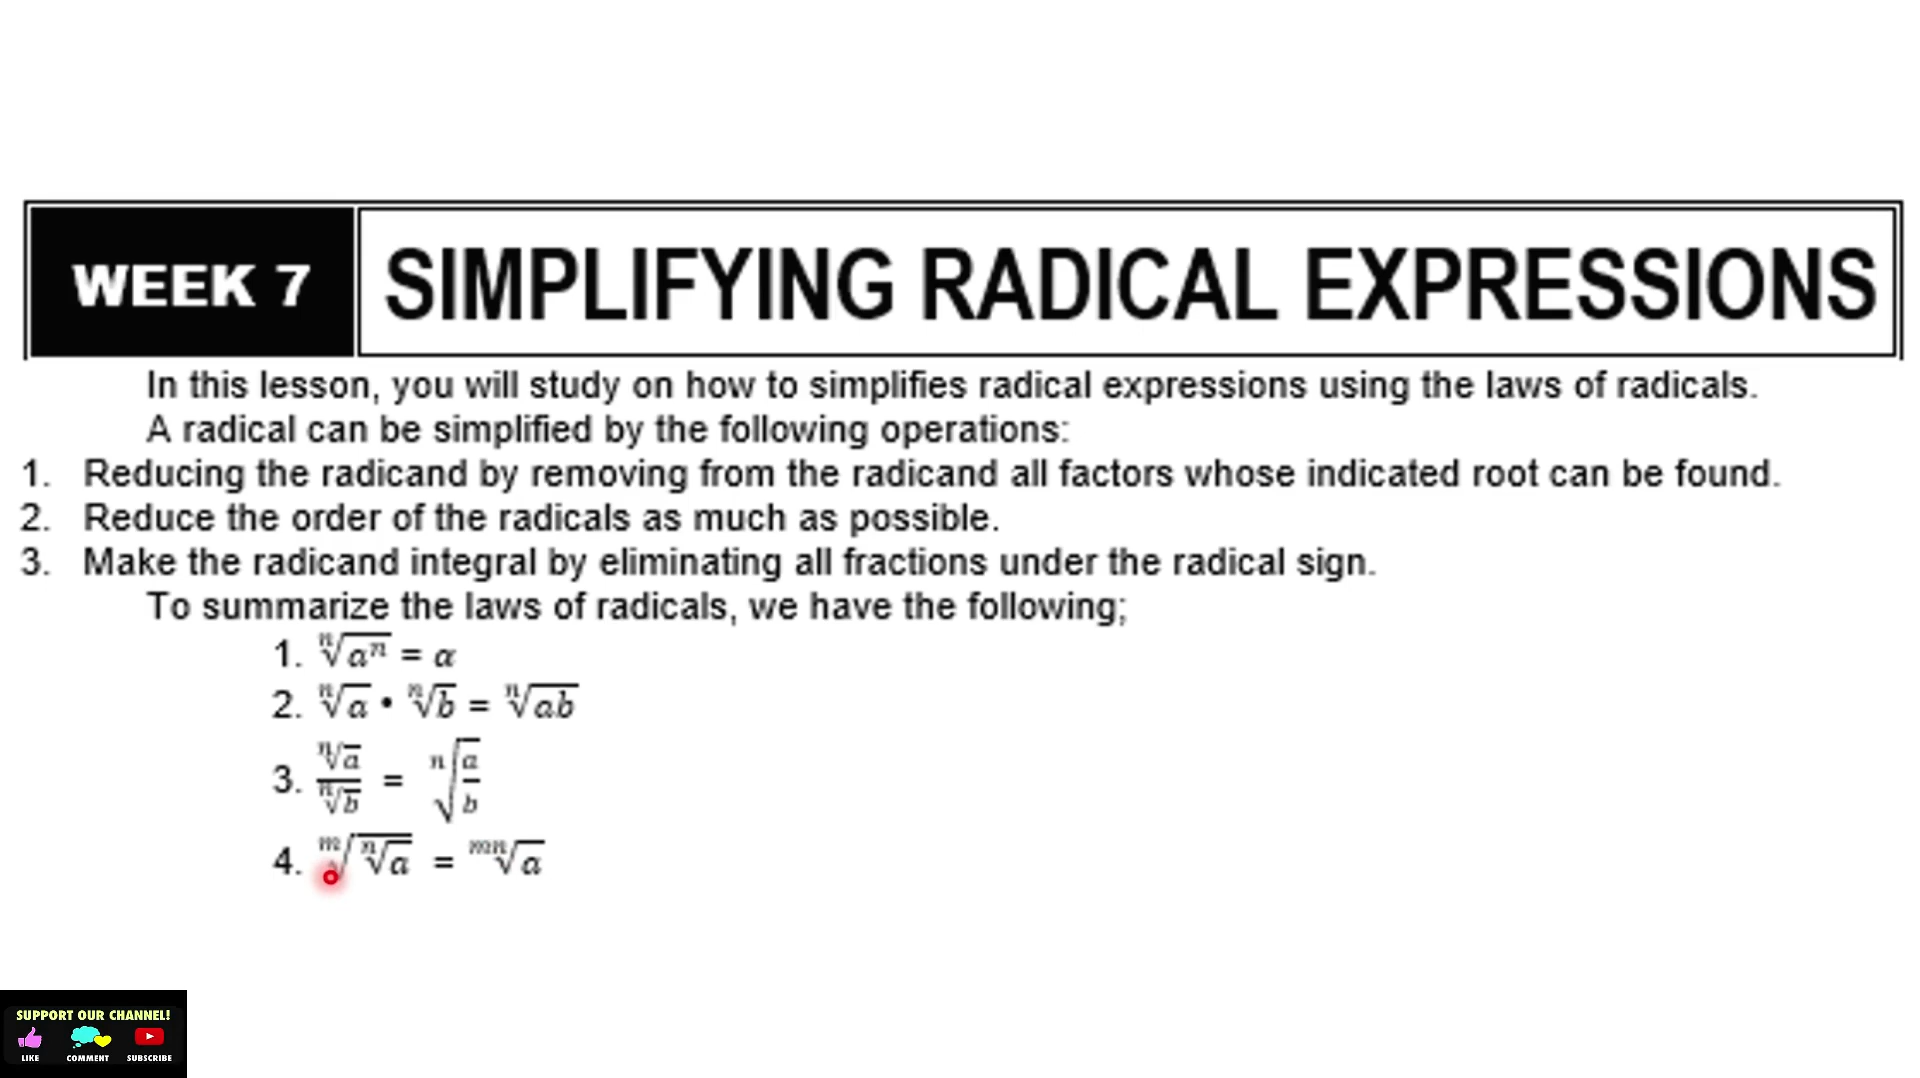 WEEK 7
SIMPLIFYING RADICAL EXPRESSIONS
In this lesson, you will study on how to simplifies radical expressions using the laws of radicals.
A radical can be simplified by the following operations:
1. Reducing the radicand by removing from the radicand all factors whose indicated root can be found.
2. Reduce the order of the radicals as much as possible.
3. Make the radicand integral by eliminating all fractions under the radical sign.
To summarize the laws of radicals, we have the following;
1. ⁿ√(aⁿ) = a
2. ⁿ√a • ⁿ√b = ⁿ√(ab)
3. ⁿ√a / ⁿ√b = ⁿ√(a/b)
4. ᵐ√(ⁿ√a) = ᵐⁿ√a
SUPPORT OUR CHANNEL!
LIKE COMMENT SUBSCRIBE